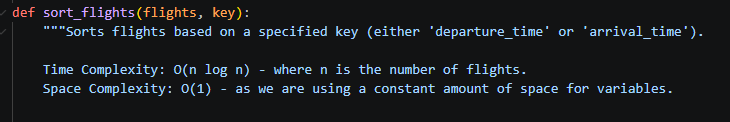 def sort_flights(flights, key):
"""Sorts flights based on a specified key (either 'departure_time' or 'arrival_time').
Time Complexity: O(n log n) - where n is the number of flights.
Space Complexity: O(1) - as we are using a constant amount of space for variables.